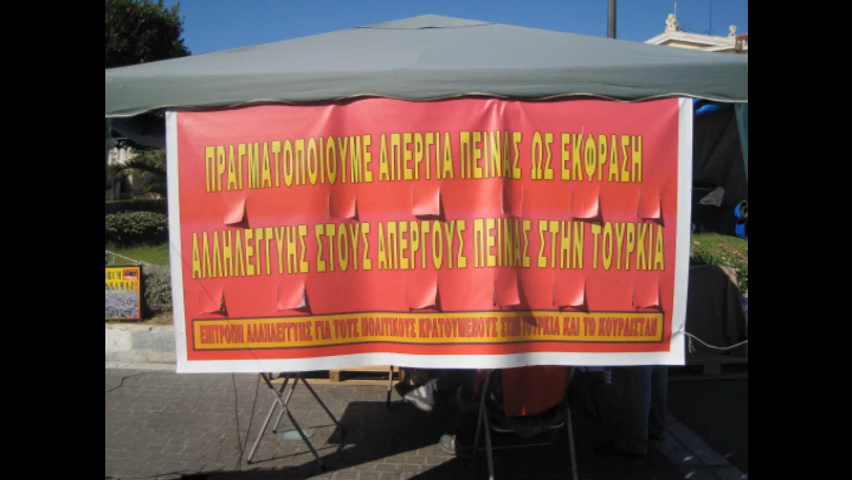 ΠΡΑΓΜΑΤΟΠΟΙΟΥΜΕ ΑΠΕΡΓΙΑ ΠΕΙΝΑΣ ΩΣ ΕΚΦΡΑΣΗ
ΑΛΛΗΛΕΓΓΥΗΣ ΣΤΟΥΣ ΑΠΕΡΓΟΥΣ ΠΕΙΝΑΣ ΣΤΗΝ ΤΟΥΡΚΙΑ
ΕΠΙΤΡΟΠΗ ΑΛΛΗΛΕΓΓΥΗΣ ΓΙΑ ΤΟΥΣ ΠΟΛΙΤΙΚΟΥΣ ΚΡΑΤΟΥΜΕΝΟΥΣ ΣΤΗΝ ΤΟΥΡΚΙΑ ΚΑΙ ΤΟ ΚΟΥΡΔΙΣΤΑΝ